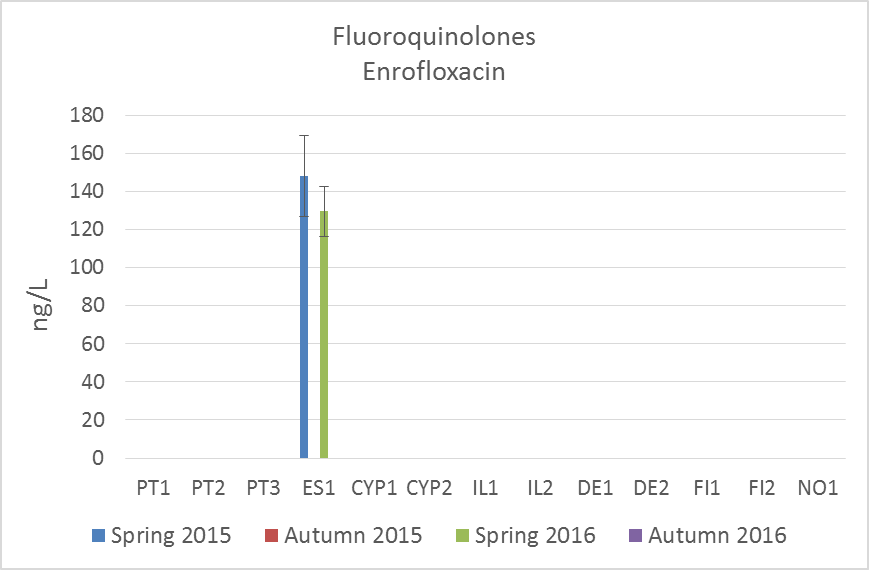 Fluoroquinolones
Enrofloxacin
180
160
140
120
100
80
60
40
20
0
ng/L
PT1 PT2 PT3 ES1 CYP1 CYP2 IL1 IL2 DE1 DE2 FI1 FI2 NO1
Spring 2015 Autumn 2015 Spring 2016 Autumn 2016